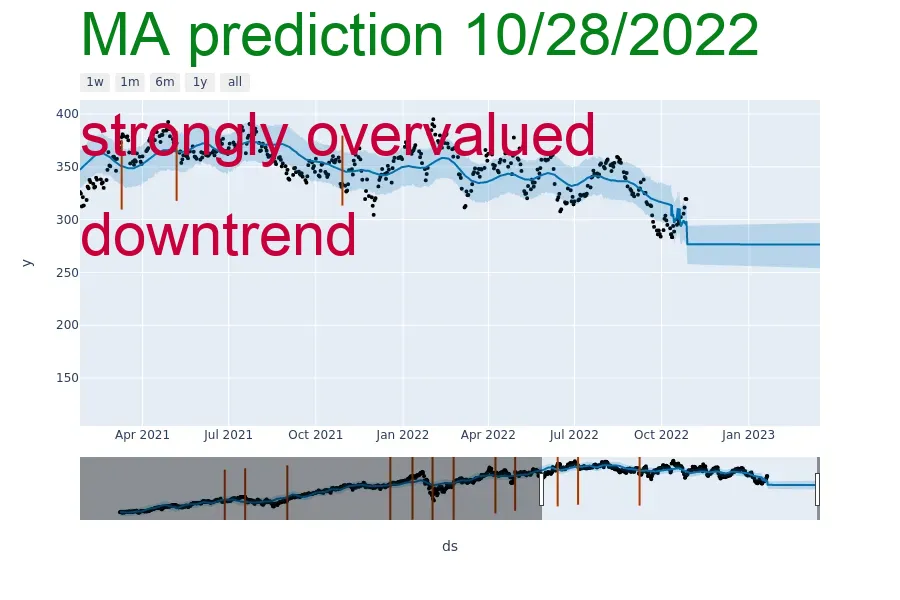 MA prediction 10/28/2022
1w 1m 6m 1y all
400
strongly overvalued
350
300
downtrend
y
250
200
150
Apr 2021 Jul 2021 Oct 2021 Jan 2022 Apr 2022 Jul 2022 Oct 2022 Jan 2023
ds